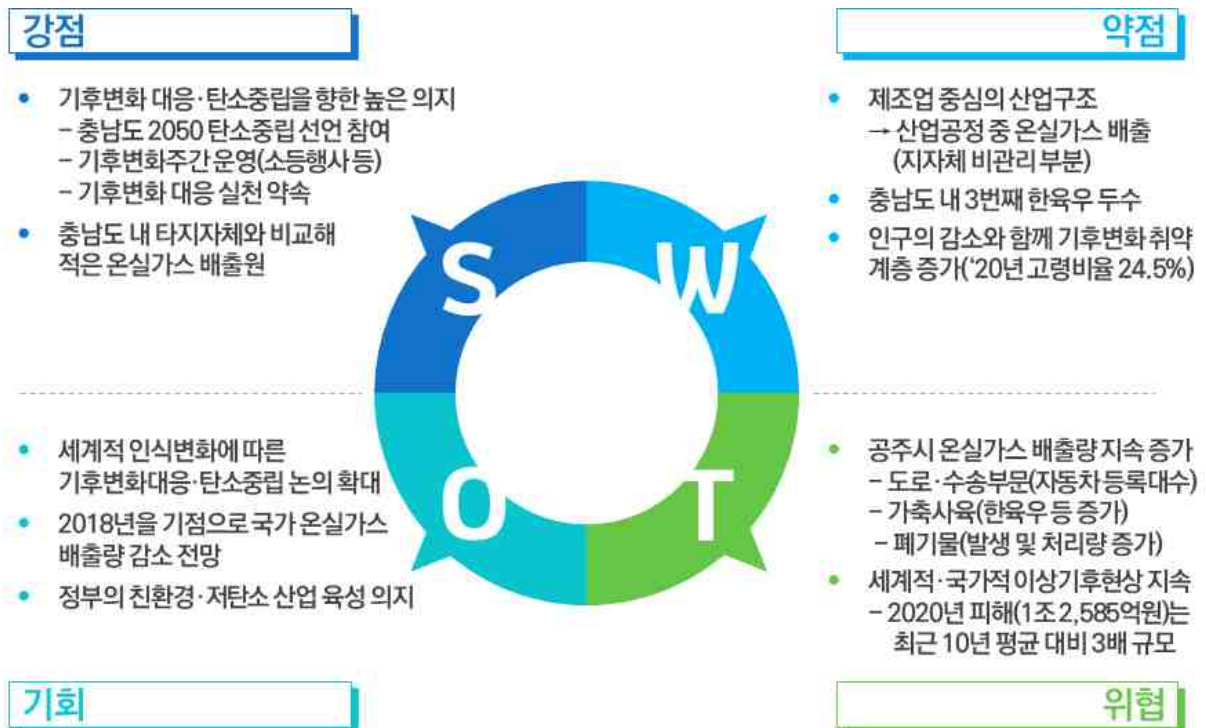 강점
• 기후변화 대응·탄소중립을 향한 높은 의지
– 충남도 2050 탄소중립 선언 참여
– 기후변화주간 운영(소등행사 등)
– 기후변화 대응 실천 약속
• 충남도 내 타지자체와 비교해
적은 온실가스 배출원
약점
• 제조업 중심의 산업구조
→ 산업공정 중 온실가스 배출
(지자체 비관리 부분)
• 충남도 내 3번째 한육우 두수
• 인구의 감소와 함께 기후변화 취약
계층 증가('20년 고령비율 24.5%)
S
W
O
T
• 세계적 인식변화에 따른
기후변화대응·탄소중립 논의 확대
• 2018년을 기점으로 국가 온실가스
배출량 감소 전망
• 정부의 친환경·저탄소 산업 육성 의지
기회
• 공주시 온실가스 배출량 지속 증가
– 도로·수송부문(자동차 등록대수)
– 가축사육(한육우 등 증가)
– 폐기물(발생 및 처리량 증가)
• 세계적·국가적 이상기후현상 지속
– 2020년 피해(1조 2,585억원)는
최근 10년 평균 대비 3배 규모
위협